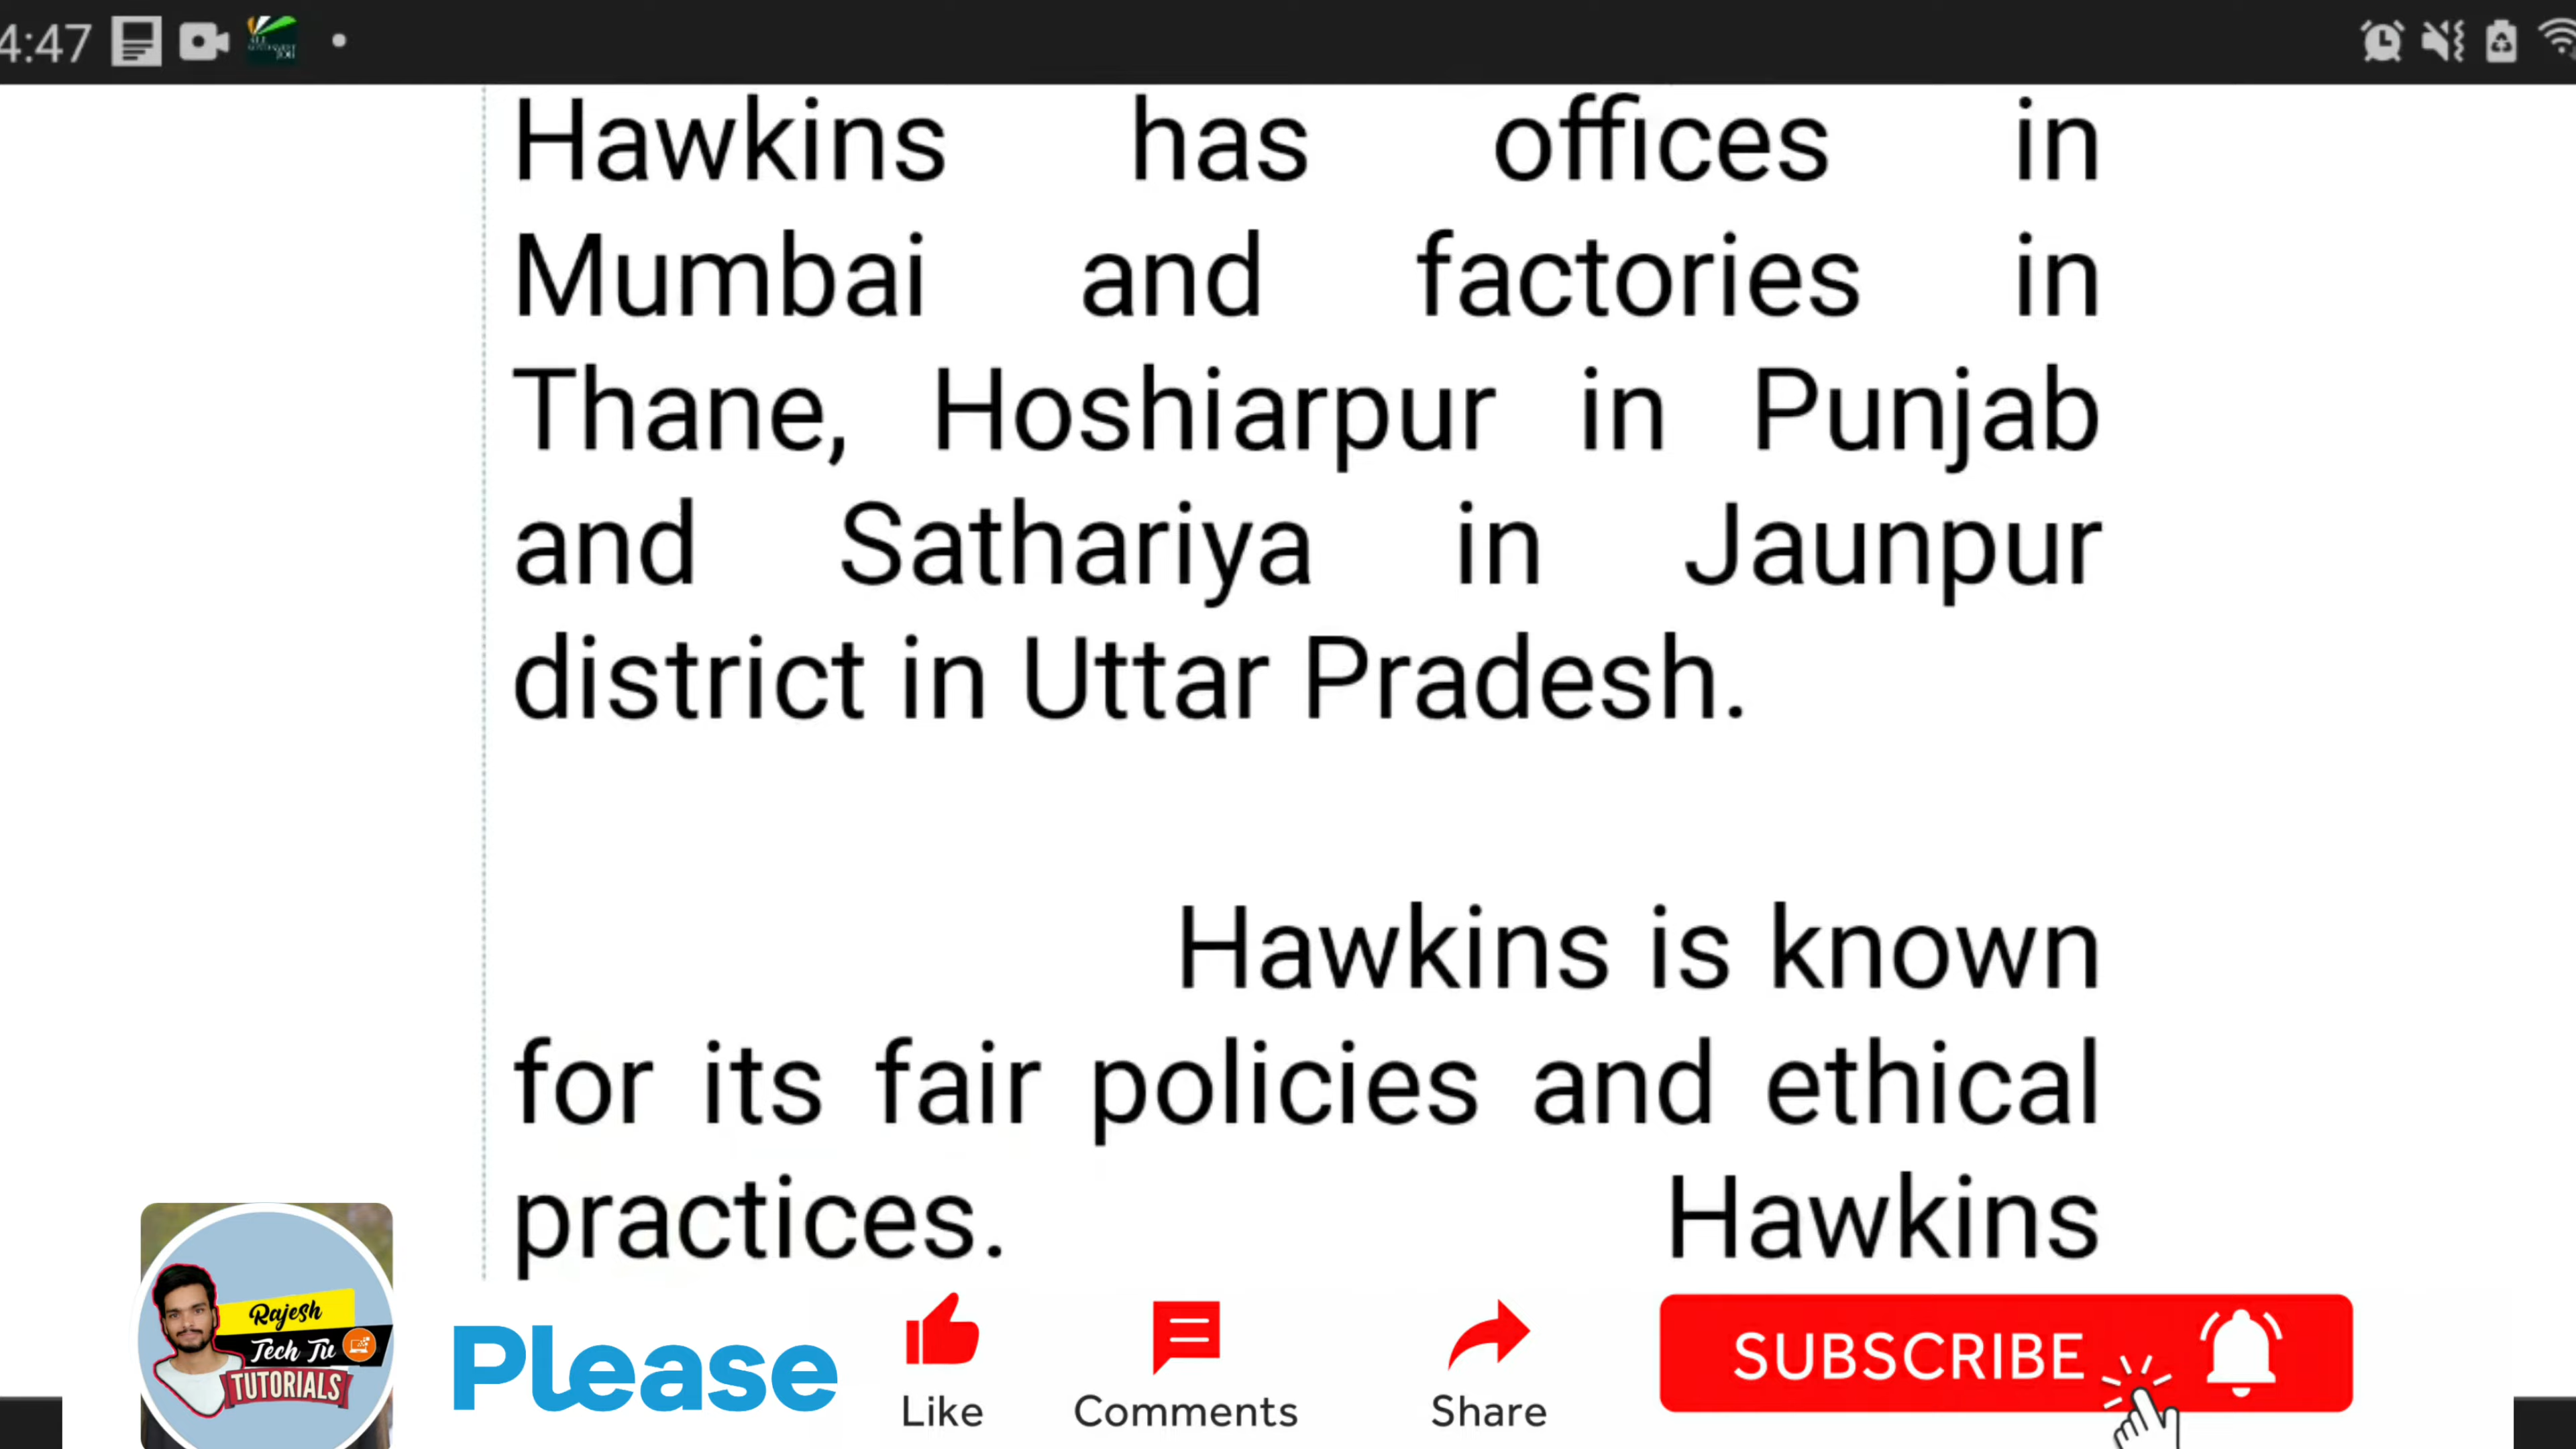 4:47
Hawkins has offices in
Mumbai and factories in
Thane, Hoshiarpur in Punjab
and Sathariya in Jaunpur
district in Uttar Pradesh.
Hawkins is known
for its fair policies and ethical
practices. Hawkins
Rajesh
Tech Tu
TUTORIALS
Please
Like
Comments
Share
SUBSCRIBE